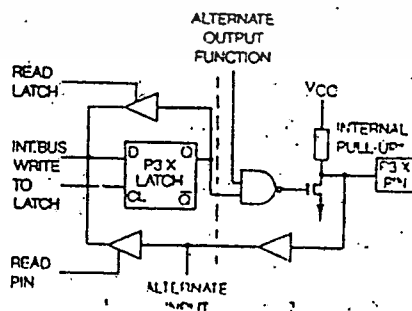 ALTERNATE
OUTPUT
FUNCTION
READ
LATCH
VCC
INTERNAL
PULL-UP*
INT.BUS
WRITE
TO
LATCH
D Q
P3 X
LATCH
CL Q
P3 X
PIN
READ
PIN
ALTERNATE
INPUT